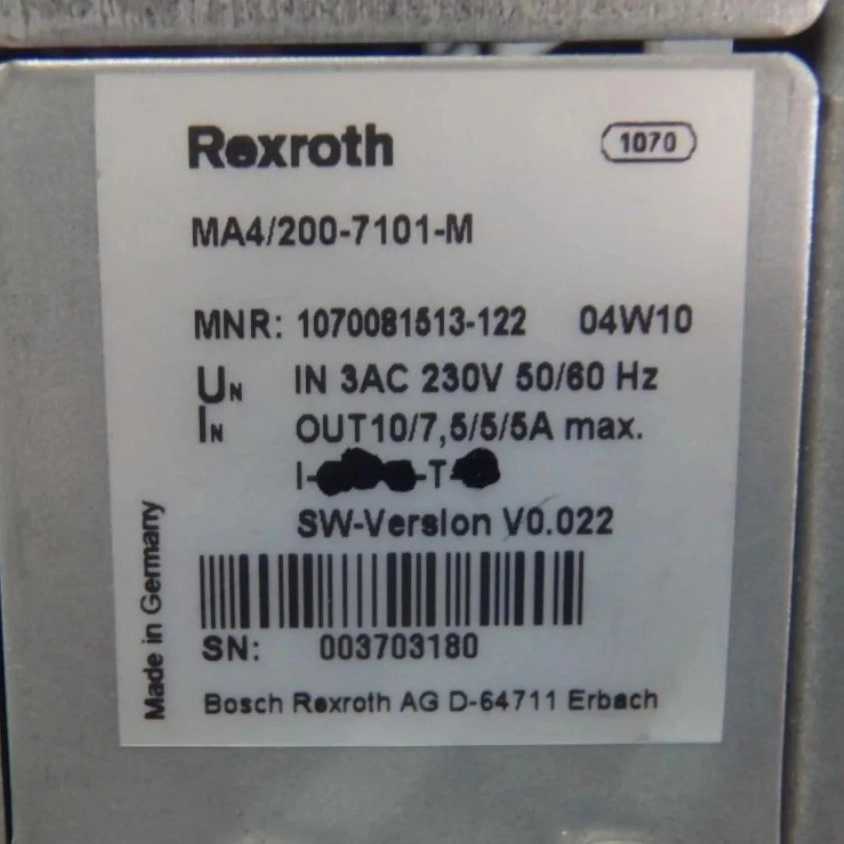 Rexroth
1070
MA4/200-7101-M
MNR: 1070081513-122 04W10
UN IN 3AC 230V 50/60 Hz
IN OUT10/7,5/5/5A max.
I- -T-
SW-Version V0.022
Made in Germany
SN: 003703180
Bosch Rexroth AG D-64711 Erbach